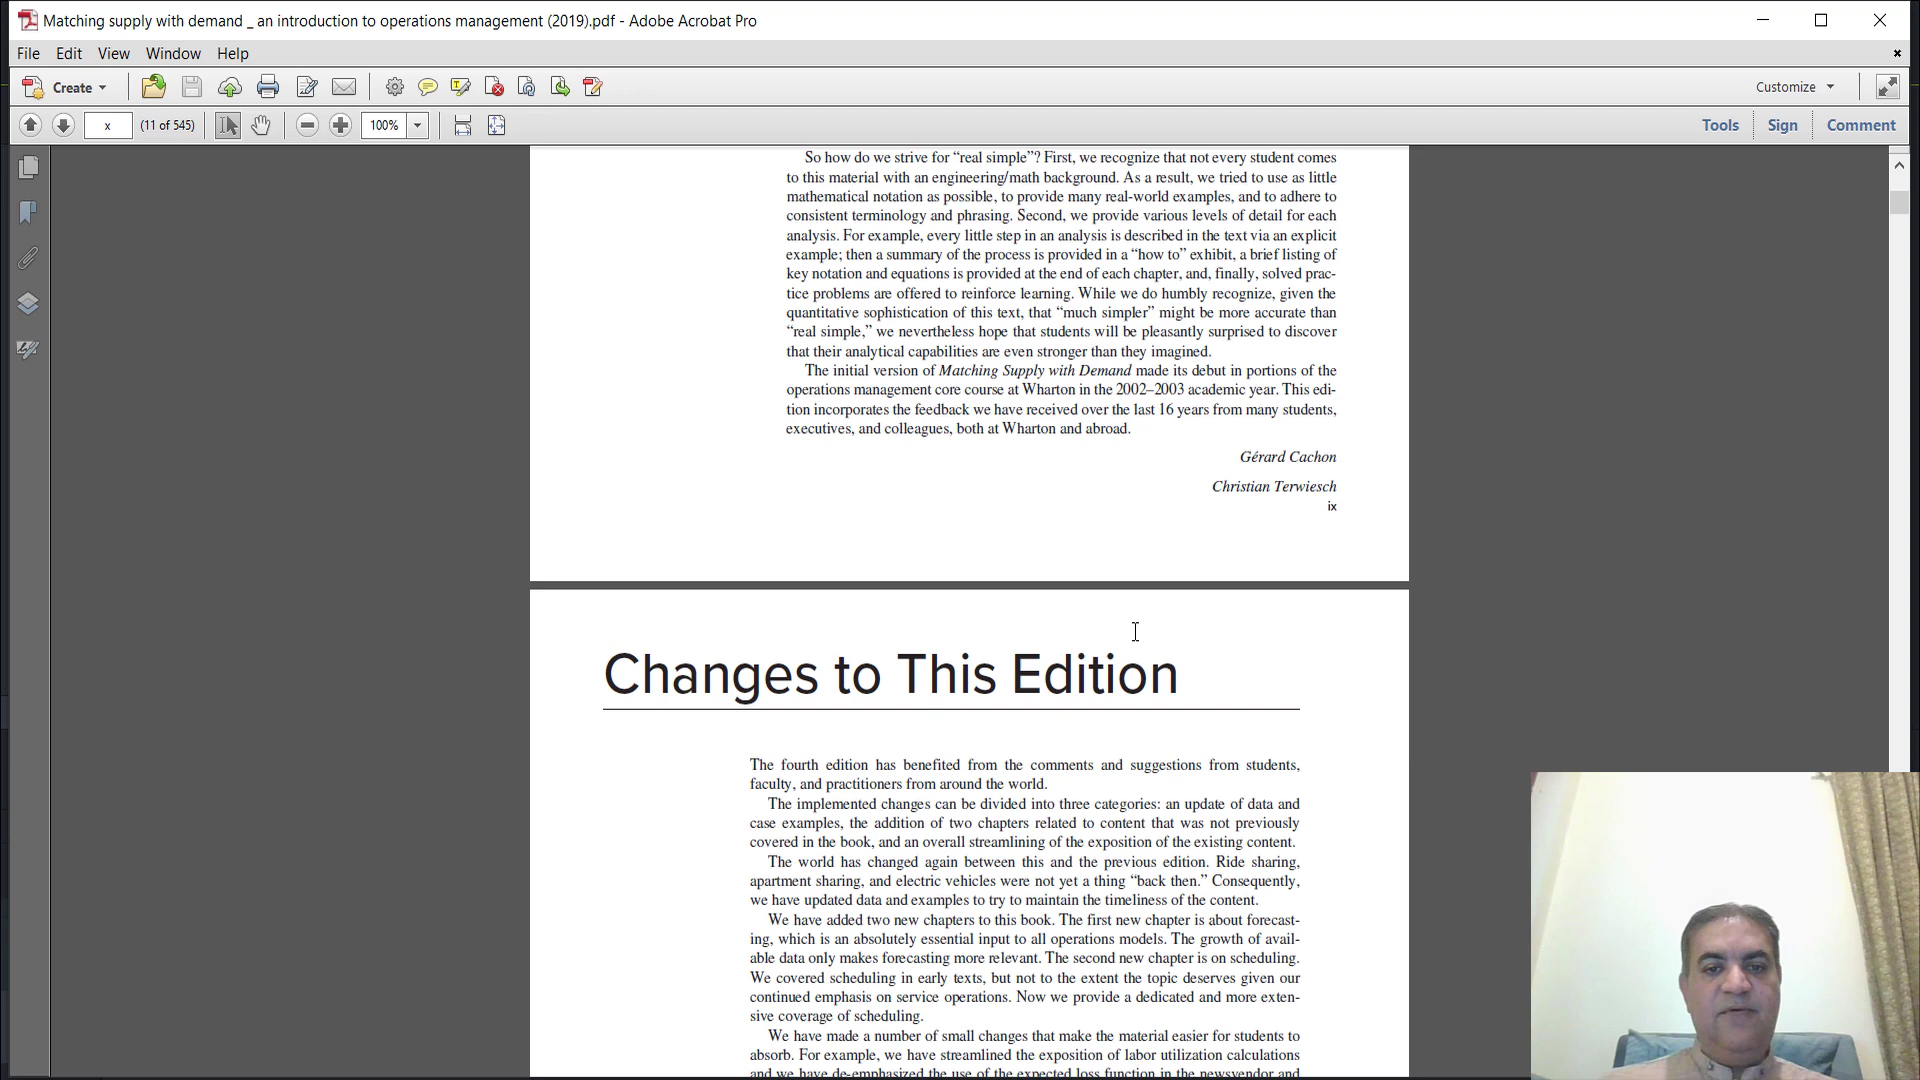 Matching supply with demand _ an introduction to operations management (2019).pdf - Adobe Acrobat Pro
File Edit View Window Help
Create Customize
x (11 of 545) 100% Tools Sign Comment
So how do we strive for “real simple”? First, we recognize that not every student comes
to this material with an engineering/math background. As a result, we tried to use as little
mathematical notation as possible, to provide many real-world examples, and to adhere to
consistent terminology and phrasing. Second, we provide various levels of detail for each
analysis. For example, every little step in an analysis is described in the text via an explicit
example; then a summary of the process is provided in a “how to” exhibit, a brief listing of
key notation and equations is provided at the end of each chapter, and, finally, solved prac-
tice problems are offered to reinforce learning. While we do humbly recognize, given the
quantitative sophistication of this text, that “much simpler” might be more accurate than
“real simple,” we nevertheless hope that students will be pleasantly surprised to discover
that their analytical capabilities are even stronger than they imagined.
The initial version of Matching Supply with Demand made its debut in portions of the
operations management core course at Wharton in the 2002–2003 academic year. This edi-
tion incorporates the feedback we have received over the last 16 years from many students,
executives, and colleagues, both at Wharton and abroad.
Gérard Cachon
Christian Terwiesch
ix
Changes to This Edition
The fourth edition has benefited from the comments and suggestions from students,
faculty, and practitioners from around the world.
The implemented changes can be divided into three categories: an update of data and
case examples, the addition of two chapters related to content that was not previously
covered in the book, and an overall streamlining of the exposition of the existing content.
The world has changed again between this and the previous edition. Ride sharing,
apartment sharing, and electric vehicles were not yet a thing “back then.” Consequently,
we have updated data and examples to try to maintain the timeliness of the content.
We have added two new chapters to this book. The first new chapter is about forecast-
ing, which is an absolutely essential input to all operations models. The growth of avail-
able data only makes forecasting more relevant. The second new chapter is on scheduling.
We covered scheduling in early texts, but not to the extent the topic deserves given our
continued emphasis on service operations. Now we provide a dedicated and more exten-
sive coverage of scheduling.
We have made a number of small changes that make the material easier for students to
absorb. For example, we have streamlined the exposition of labor utilization calculations
and we have de-emphasized the use of the expected loss function in the newsvendor and